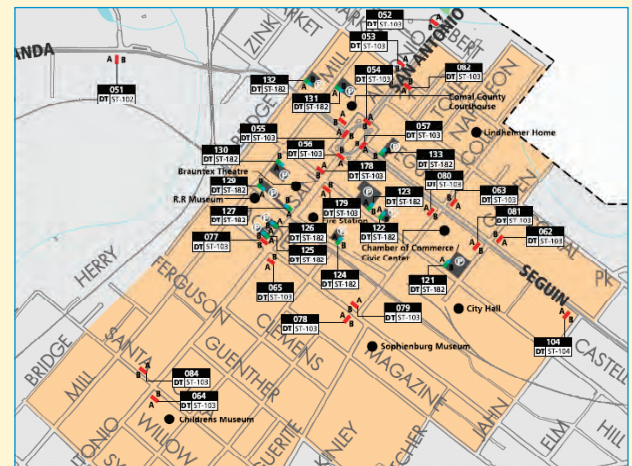 052
DT ST-103
053
DT ST-103
SAN ANTONIO
MARKET
ZINK
MILL
ANDA
A B
051
DT ST-102
132
DT ST-182
131
DT ST-182
054
DT ST-103
082
DT ST-103
Comal County
Courthouse
BRIDGE
055
DT ST-103
057
DT ST-103
Lindheimer Home
130
DT ST-182
056
DT ST-103
133
DT ST-182
Brauntex Theatre
178
DT ST-103
080
DT ST-103
129
DT ST-182
R.R Museum
123
DT ST-182
063
DT ST-103
179
DT ST-103
081
DT ST-103
127
DT ST-182
126
DT ST-182
122
DT ST-182
062
DT ST-103
077
DT ST-103
125
DT ST-182
Chamber of Commerce /
Civic Center
SEGUIN
HERRY
124
DT ST-182
121
DT ST-182
FERGUSON
065
DT ST-103
079
DT ST-103
City Hall
078
DT ST-103
104
DT ST-104
CLEMENS
Sophienburg Museum
CASTELL
BRIDGE
SANTA
GUENTHER
MAGAZINE
084
DT ST-103
MILL
064
DT ST-103
JAHN
ELM
HILL
Childrens Museum
WILLOW